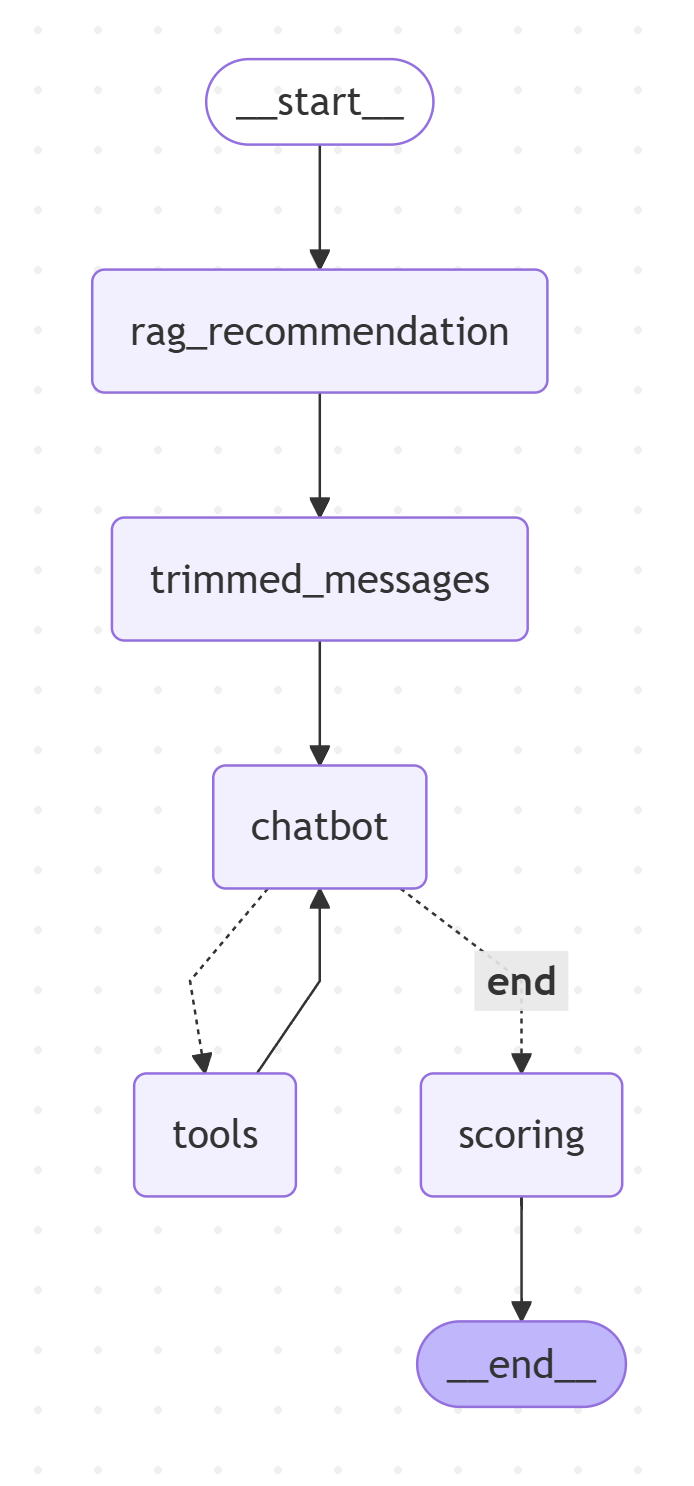 __start__
rag_recommendation
trimmed_messages
chatbot
end
tools
scoring
__end__